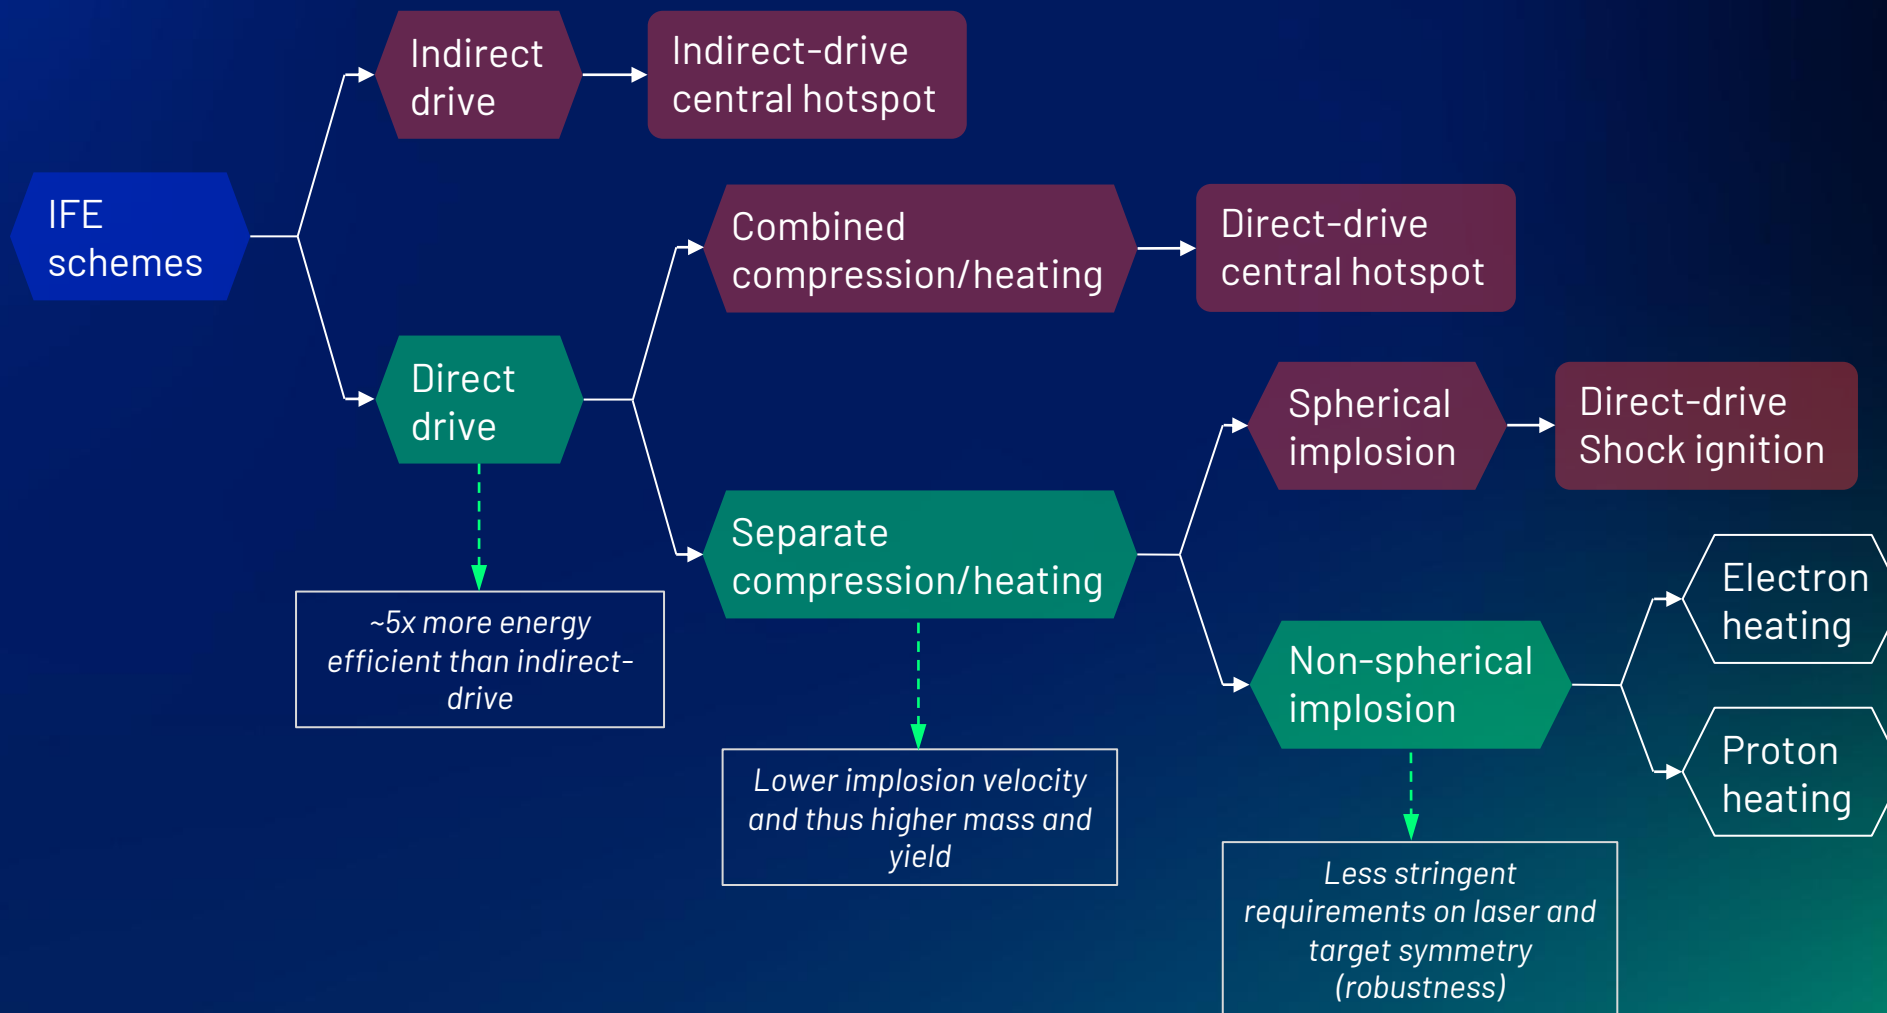 Indirect
drive
Indirect-drive
central hotspot
IFE
schemes
Combined
compression/heating
Direct-drive
central hotspot
Direct
drive
Spherical
implosion
Direct-drive
Shock ignition
Separate
compression/heating
Electron
heating
~5x more energy
efficient than indirect-
drive
Non-spherical
implosion
Proton
heating
Lower implosion velocity
and thus higher mass and
yield
Less stringent
requirements on laser and
target symmetry
(robustness)